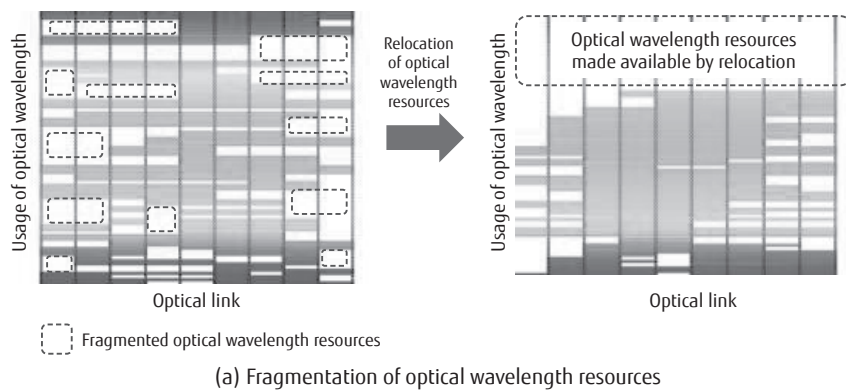 Usage of optical wavelength
Optical link
Relocation
of optical
wavelength
resources
Usage of optical wavelength
Optical wavelength resources
made available by relocation
Optical link
Fragmented optical wavelength resources
(a) Fragmentation of optical wavelength resources